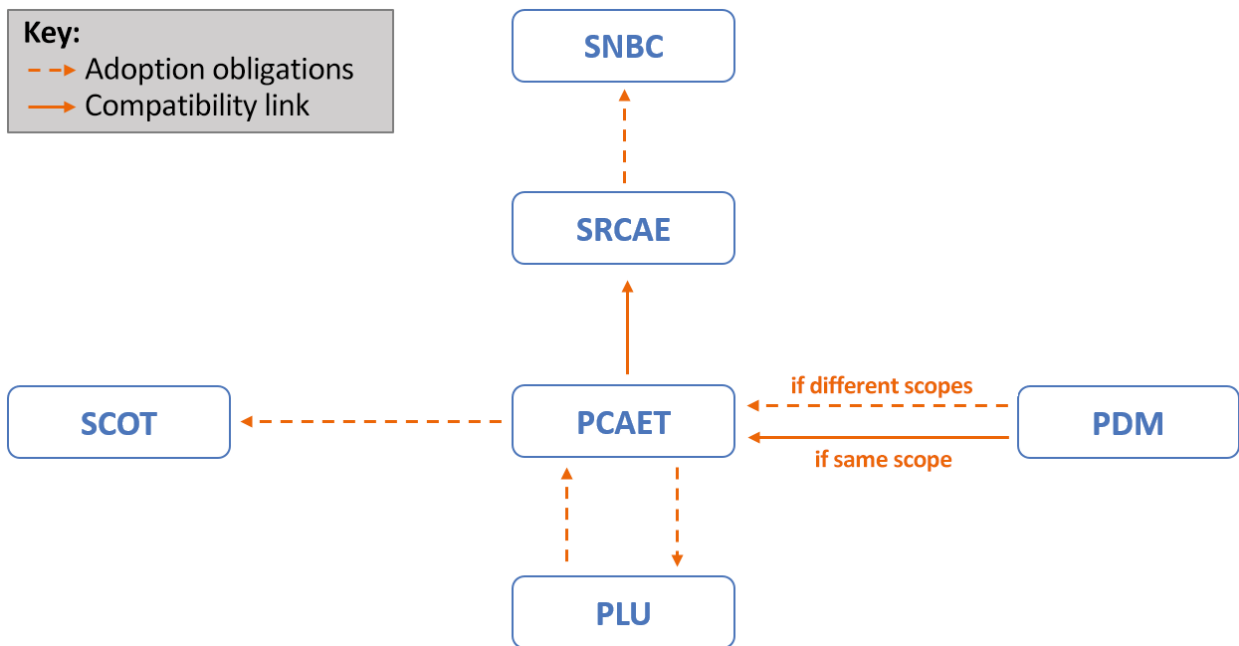 Key:
Adoption obligations
Compatibility link
SNBC
SRCAE
if different scopes
SCOT
PCAET
PDM
if same scope
PLU